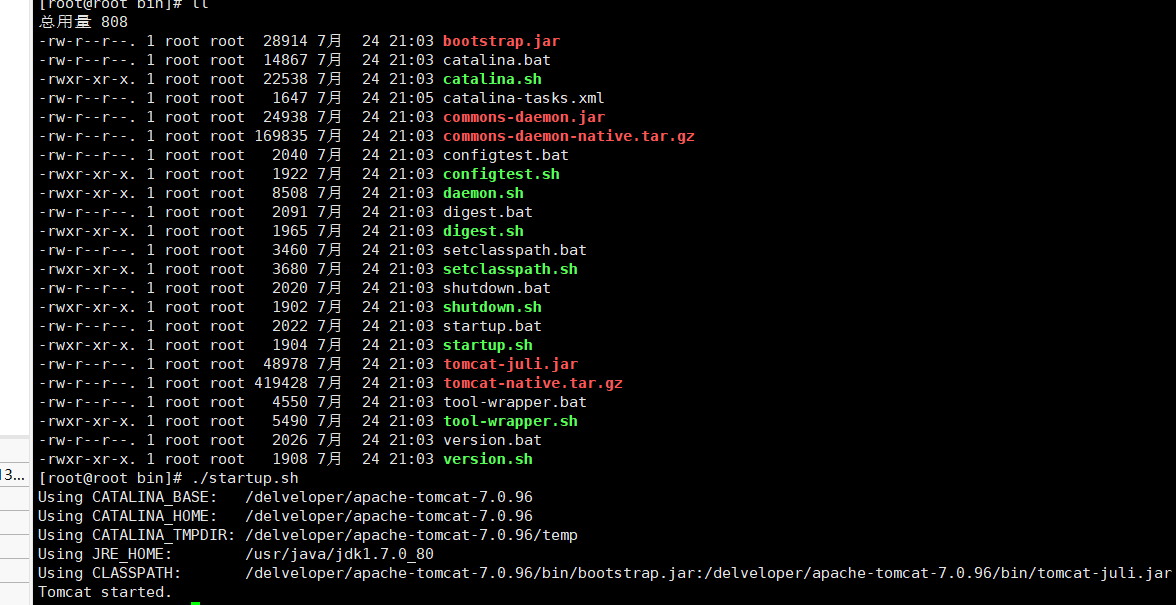 [root@root bin]# ll
总用量 808
-rw-r--r--. 1 root root  28914 7月  24 21:03 bootstrap.jar
-rw-r--r--. 1 root root  14867 7月  24 21:03 catalina.bat
-rwxr-xr-x. 1 root root  22538 7月  24 21:03 catalina.sh
-rw-r--r--. 1 root root   1647 7月  24 21:05 catalina-tasks.xml
-rw-r--r--. 1 root root  24938 7月  24 21:03 commons-daemon.jar
-rw-r--r--. 1 root root 169835 7月  24 21:03 commons-daemon-native.tar.gz
-rw-r--r--. 1 root root   2040 7月  24 21:03 configtest.bat
-rwxr-xr-x. 1 root root   1922 7月  24 21:03 configtest.sh
-rwxr-xr-x. 1 root root   8508 7月  24 21:03 daemon.sh
-rw-r--r--. 1 root root   2091 7月  24 21:03 digest.bat
-rwxr-xr-x. 1 root root   1965 7月  24 21:03 digest.sh
-rw-r--r--. 1 root root   3460 7月  24 21:03 setclasspath.bat
-rwxr-xr-x. 1 root root   3680 7月  24 21:03 setclasspath.sh
-rw-r--r--. 1 root root   2020 7月  24 21:03 shutdown.bat
-rwxr-xr-x. 1 root root   1902 7月  24 21:03 shutdown.sh
-rw-r--r--. 1 root root   2022 7月  24 21:03 startup.bat
-rwxr-xr-x. 1 root root   1904 7月  24 21:03 startup.sh
-rw-r--r--. 1 root root  48978 7月  24 21:03 tomcat-juli.jar
-rw-r--r--. 1 root root 419428 7月  24 21:03 tomcat-native.tar.gz
-rw-r--r--. 1 root root   4550 7月  24 21:03 tool-wrapper.bat
-rwxr-xr-x. 1 root root   5490 7月  24 21:03 tool-wrapper.sh
-rw-r--r--. 1 root root   2026 7月  24 21:03 version.bat
-rwxr-xr-x. 1 root root   1908 7月  24 21:03 version.sh
[root@root bin]# ./startup.sh
Using CATALINA_BASE:   /delveloper/apache-tomcat-7.0.96
Using CATALINA_HOME:   /delveloper/apache-tomcat-7.0.96
Using CATALINA_TMPDIR: /delveloper/apache-tomcat-7.0.96/temp
Using JRE_HOME:        /usr/java/jdk1.7.0_80
Using CLASSPATH:       /delveloper/apache-tomcat-7.0.96/bin/bootstrap.jar:/delveloper/apache-tomcat-7.0.96/bin/tomcat-juli.jar
Tomcat started.